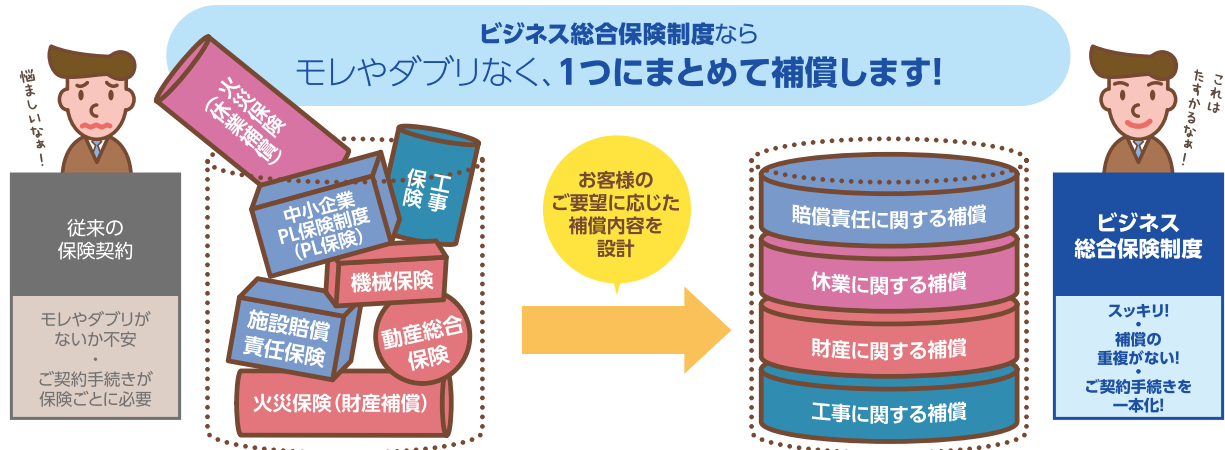 ビジネス総合保険制度なら
モレやダブりなく、1つにまとめて補償します!
悩ましいなぁ!
従来の
保険契約
モレやダブりが
ないか不安
・
ご契約手続きが
保険ごとに必要
火災保険
(休業補償)
工事
保険
中小企業
PL保険制度
(PL保険)
機械保険
施設賠償
責任保険
動産総合
保険
火災保険(財産補償)
お客様の
ご要望に応じた
補償内容を
設計
賠償責任に関する補償
休業に関する補償
財産に関する補償
工事に関する補償
これは
たすかるなぁ!
ビジネス
総合保険制度
スッキリ!
・
補償の
重複がない!
・
ご契約手続きを
一本化!